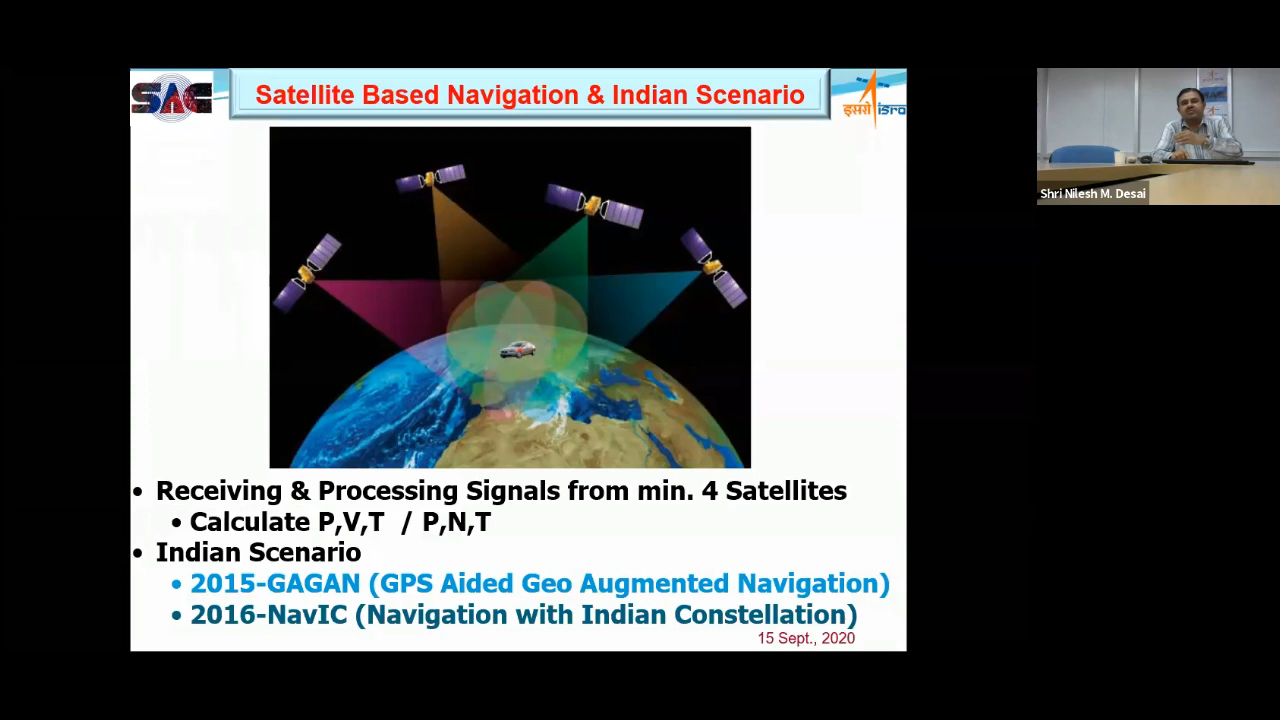 SAC
Satellite Based Navigation & Indian Scenario
इसरो isro
Shri Nilesh M. Desai
• Receiving & Processing Signals from min. 4 Satellites
• Calculate P,V,T / P,N,T
• Indian Scenario
• 2015-GAGAN (GPS Aided Geo Augmented Navigation)
• 2016-NavIC (Navigation with Indian Constellation)
15 Sept., 2020